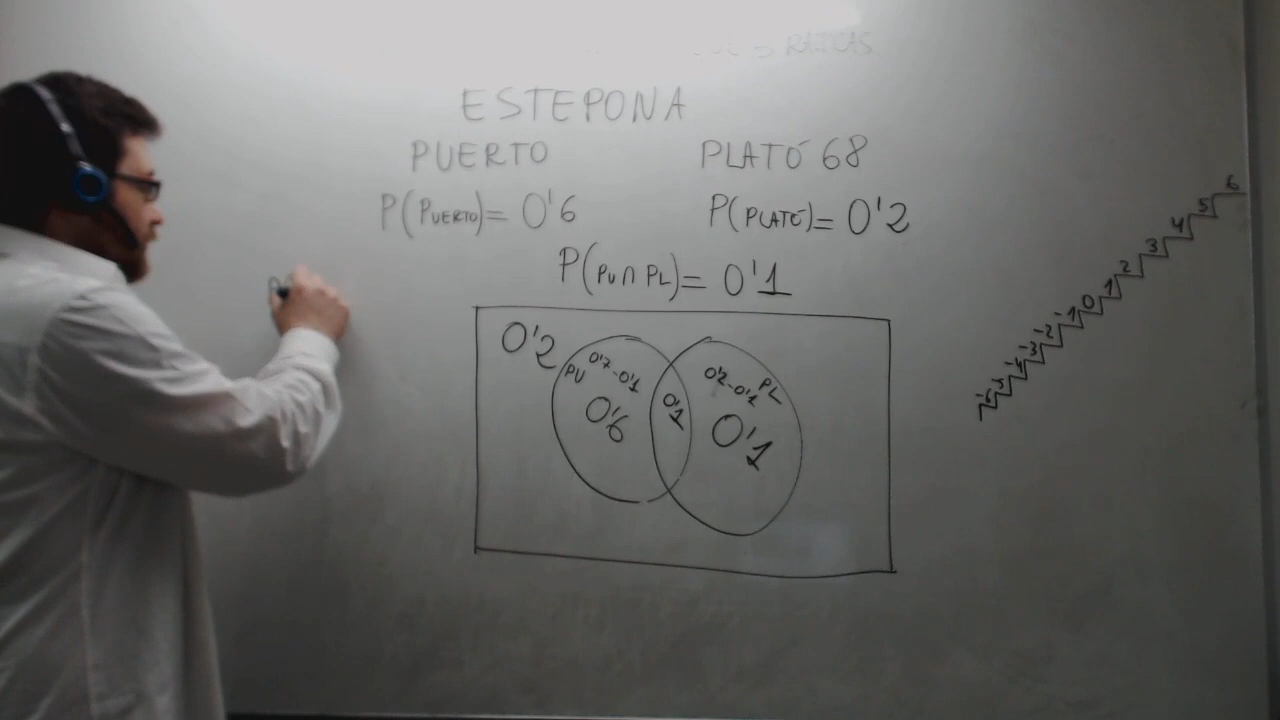 ESTEPONA
PUERTO PLATÓ 68
P(PUERTO)= 0'6 P(PLATÓ)= 0'2
P(PU∩PL)= 0'1
0'2
PU 0'7-0'1 0'2-0'1 PL
0'6 0'1 0'1
6
5
4
3
2
1
0
-1
-2
-3